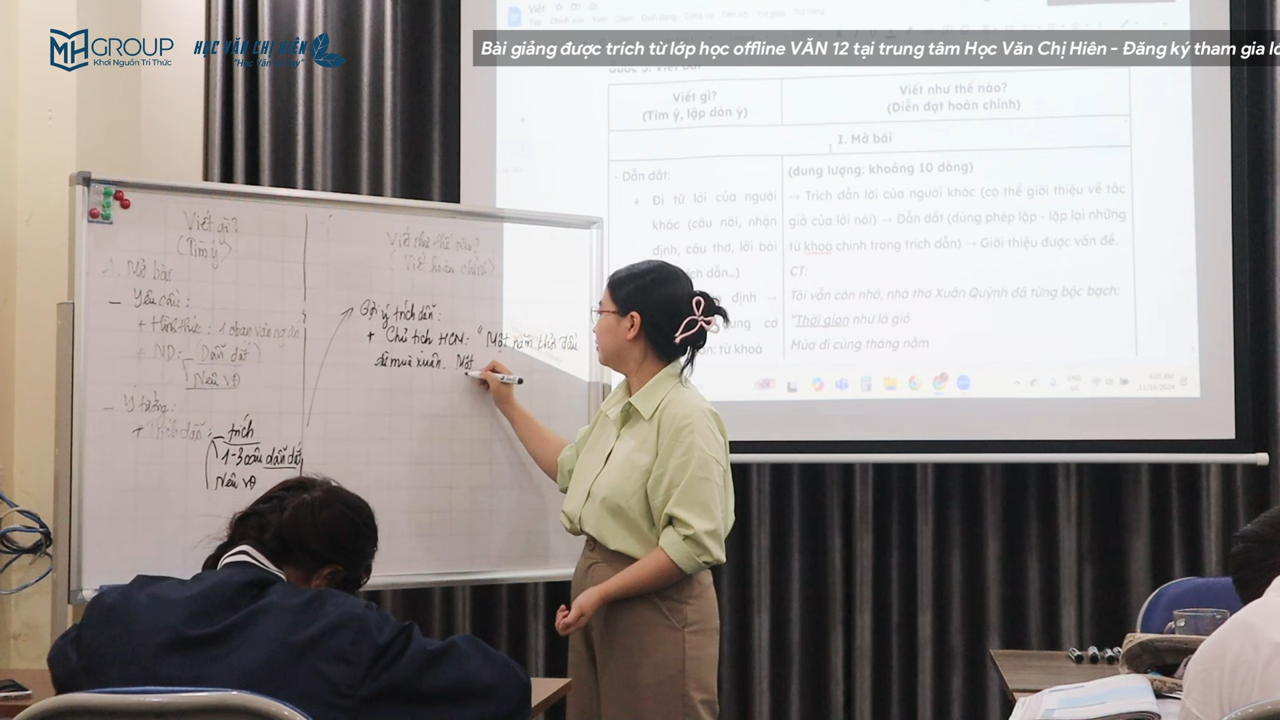 MH GROUP
Khơi Nguồn Tri Thức
HỌC VĂN CHỊ HIÊN
Bài giảng được trích từ lớp học offline VĂN 12 tại trung tâm Học Văn Chị Hiên - Đăng ký tham gia
Viết
Viết gì?
(Tìm ý, lập dàn ý)
Viết như thế nào?
(Diễn đạt hoàn chỉnh)
I. Mở bài
- Dẫn dắt:
+ Đi từ lời của người
khác (câu nói, nhận
định, câu thơ, lời bài
dẫn...)
định →
từ khoá
(dung lượng: khoảng 10 dòng)
→ Trích dẫn lời của người khác (có thể giới thiệu về tác
giả của lời nói) → Dẫn dắt (dùng phép lặp - lặp lại những
từ khoá chính trong trích dẫn) → Giới thiệu được vấn đề.
CT:
Tôi vẫn còn nhớ, nhà thơ Xuân Quỳnh đã từng bộc bạch:
"Thời gian như là gió
Mùa đi cùng tháng năm
Viết gì?
(Tìm ý)
Mở bài
- Yêu cầu:
+ Hình thức: 1 đoạn văn
+ ND: Dẫn dắt
Nêu VĐ
- Ý tưởng:
+ Trích dẫn: - trích
1-3 câu dẫn dắt
Nêu VĐ
Viết như thế nào?
(Viết hoàn chỉnh)
Gợi ý trích dẫn:
+ Chủ tịch HCM: "Một năm khởi đầu
từ mùa xuân. Một